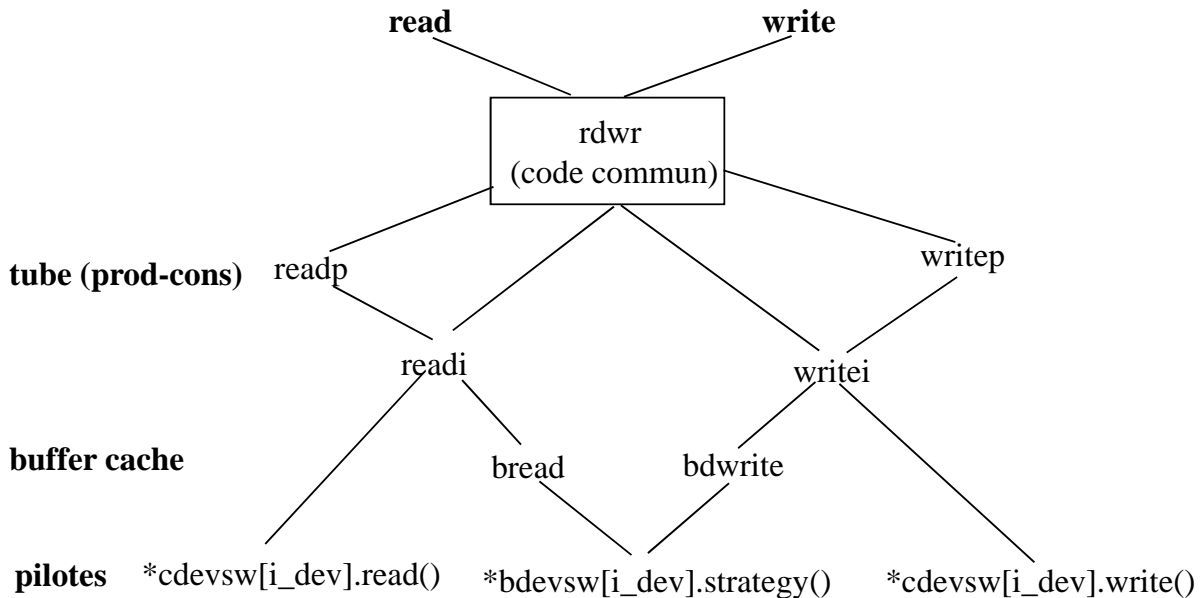 read write
rdwr
(code commun)
tube (prod-cons) readp writep
readi writei
buffer cache bread bdwrite
pilotes *cdevsw[i_dev].read() *bdevsw[i_dev].strategy() *cdevsw[i_dev].write()